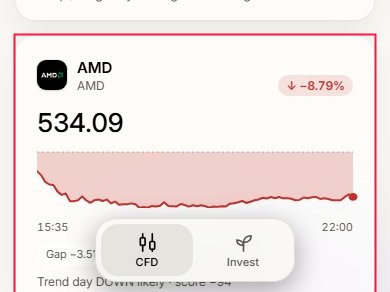 AMD
AMD
AMD
↓ −8.79%
534.09
15:35
22:00
Gap −3.5
CFD
Invest
Trend day DOWN likely · score −94